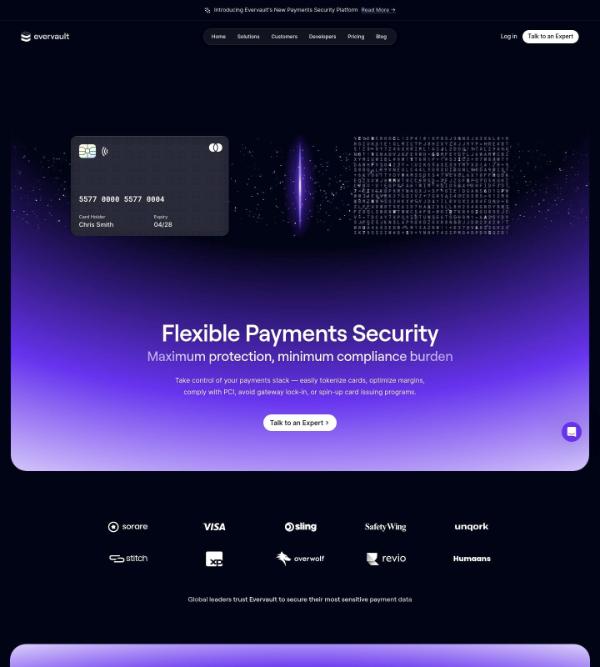 Introducing Evervault's New Payments Security Platform Read More →
evervault
Home Solutions Customers Developers Pricing Blog
Log in Talk to an Expert
5577 0000 5577 0004
Card Holder Expiry
Chris Smith 04/28
Flexible Payments Security
Maximum protection, minimum compliance burden
Take control of your payments stack — easily tokenize cards, optimize margins,
comply with PCI, avoid gateway lock-in, or spin-up card issuing programs.
Talk to an Expert ›
sorare VISA sling SafetyWing unqork
stitch XP overwolf revio Humaans
Global leaders trust Evervault to secure their most sensitive payment data